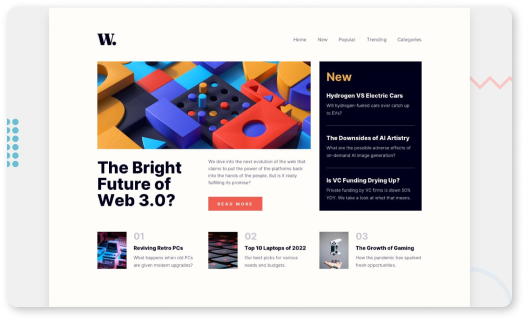 W.
Home New Popular Trending Categories
New
Hydrogen VS Electric Cars
Will hydrogen-fueled cars ever catch up
to EVs?
The Downsides of AI Artistry
What are the possible adverse effects of
on-demand AI image generation?
Is VC Funding Drying Up?
Private funding by VC firms is down 50%
YOY. We take a look at what that means.
The Bright
Future of
Web 3.0?
We dive into the next evolution of the web that
claims to put the power of the platforms back
into the hands of the people. But is it really
fulfilling its promise?
READ MORE
01
Reviving Retro PCs
What happens when old PCs
are given modern upgrades?
02
Top 10 Laptops of 2022
Our best picks for various
needs and budgets.
03
The Growth of Gaming
How the pandemic has sparked
fresh opportunities.